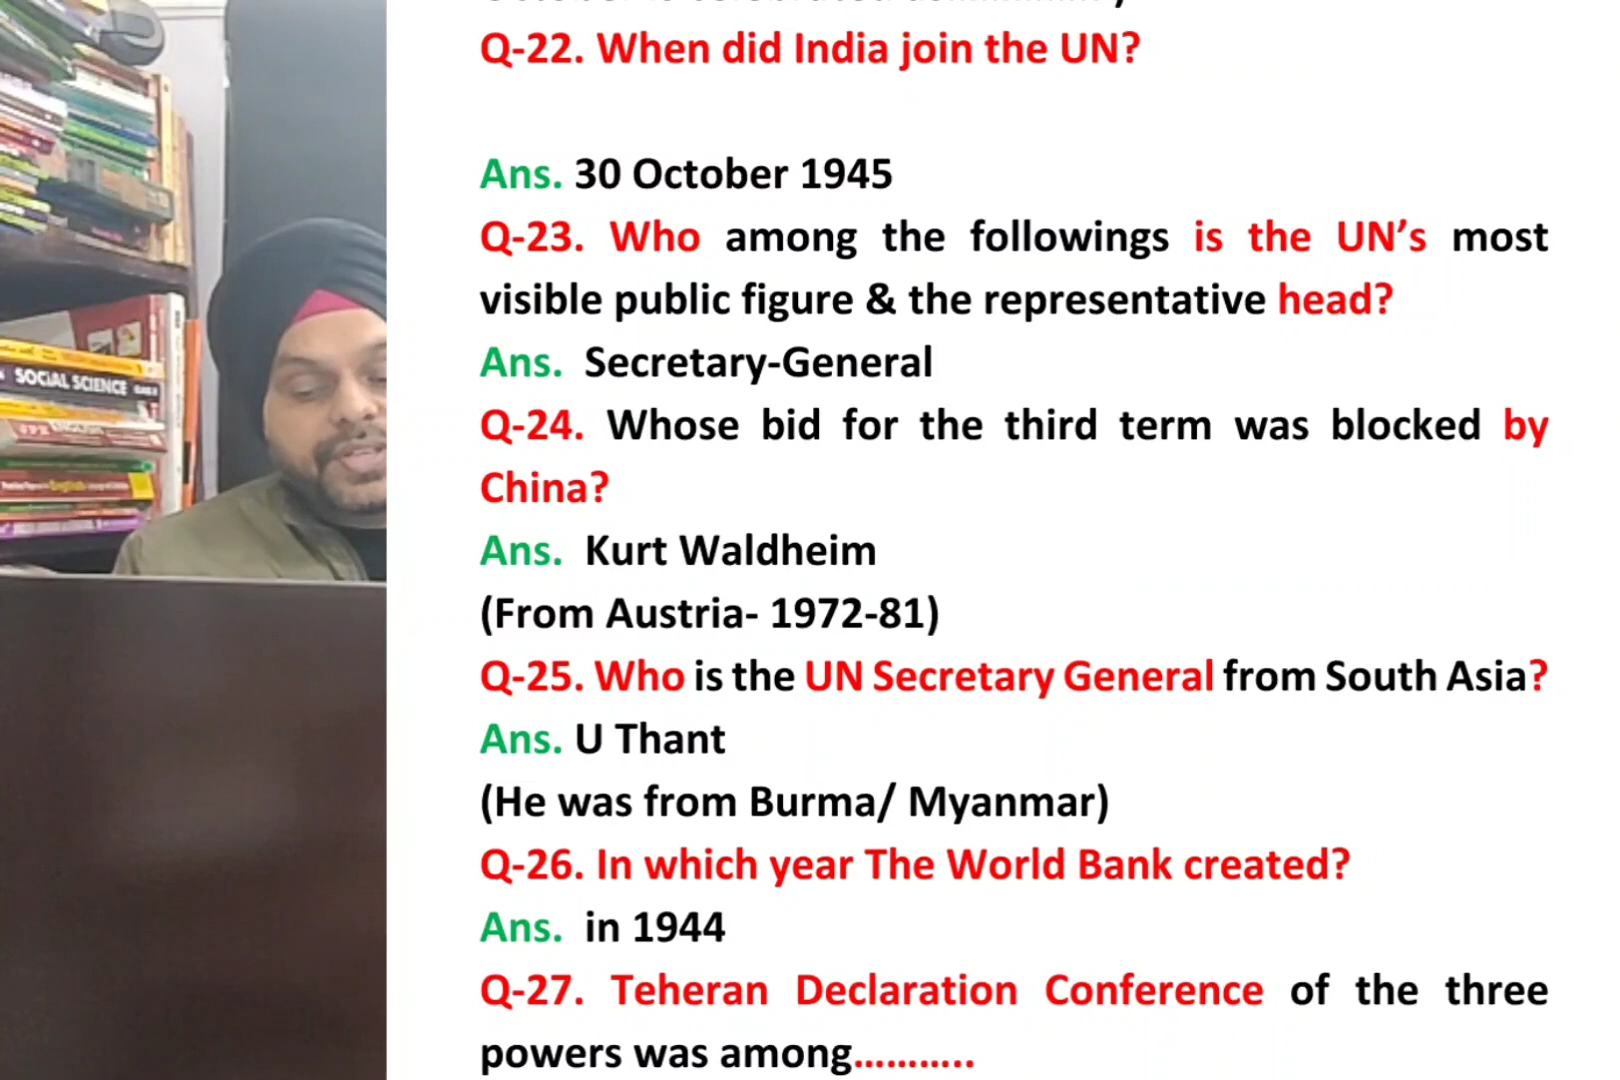 Q-22. When did India join the UN?
Ans. 30 October 1945
Q-23. Who among the followings is the UN’s most
visible public figure & the representative head?
Ans. Secretary-General
Q-24. Whose bid for the third term was blocked by
China?
Ans. Kurt Waldheim
(From Austria- 1972-81)
Q-25. Who is the UN Secretary General from South Asia?
Ans. U Thant
(He was from Burma/ Myanmar)
Q-26. In which year The World Bank created?
Ans. in 1944
Q-27. Teheran Declaration Conference of the three
powers was among...........
SOCIAL SCIENCE
ENGLISH